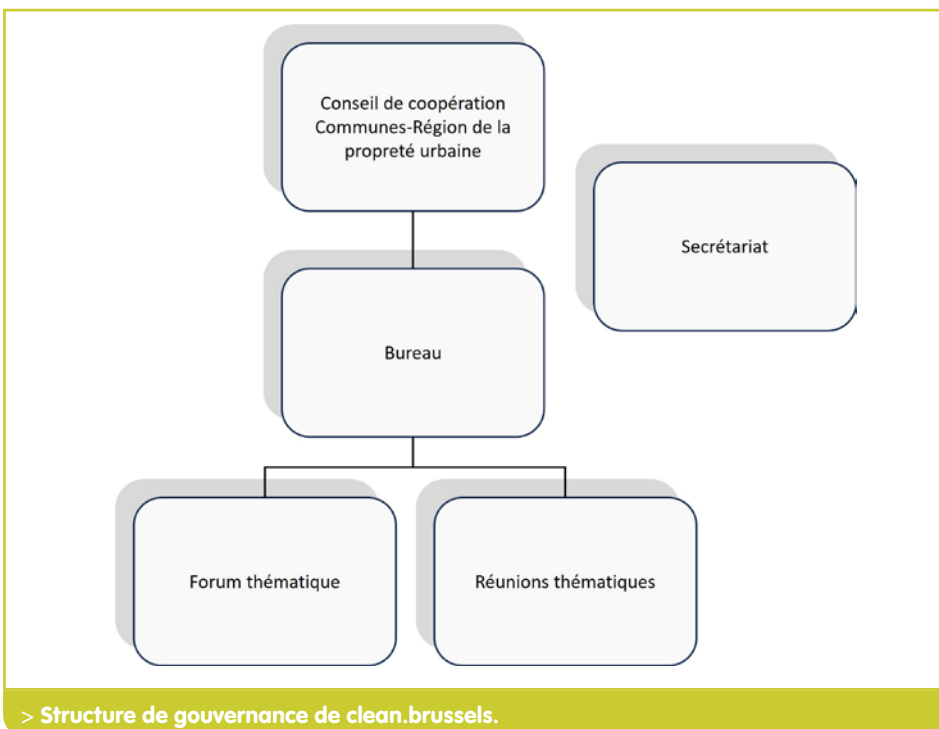 Conseil de coopération
Communes-Région de la
propreté urbaine
Secrétariat
Bureau
Forum thématique
Réunions thématiques
> Structure de gouvernance de clean.brussels.